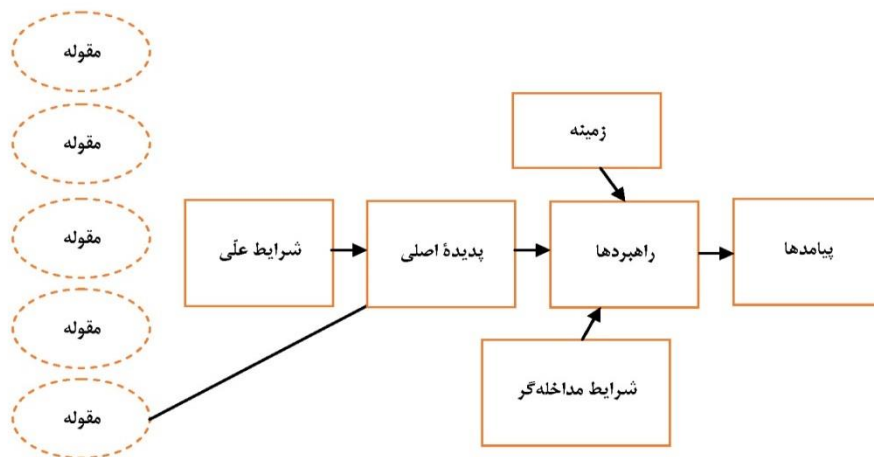 مقوله
مقوله
زمینه
مقوله
شرایط علّی
پدیدهٔ اصلی
راهبردها
پیامدها
مقوله
شرایط مداخله‌گر
مقوله